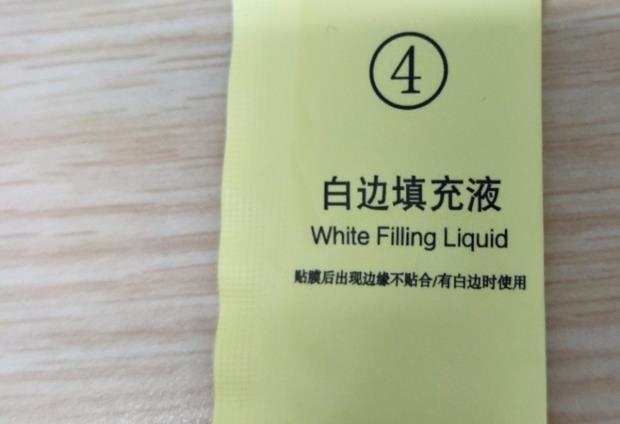 ④
白边填充液
White Filling Liquid
贴膜后出现边缘不贴合/有白边时使用